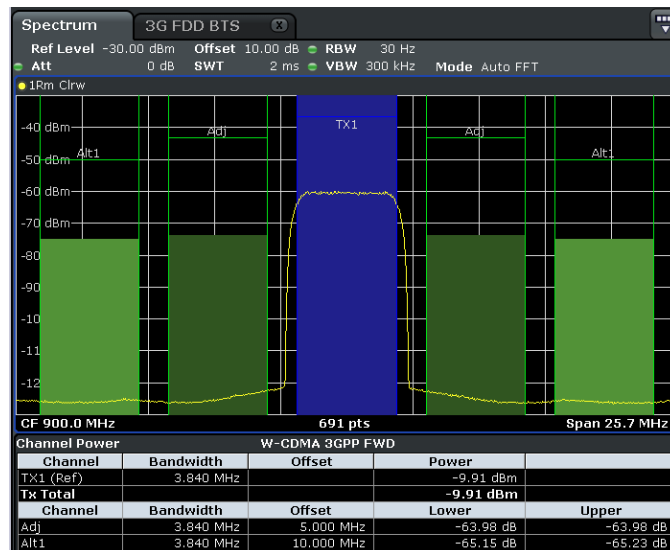 Spectrum 3G FDD BTS
Ref Level -30.00 dBm Offset 10.00 dB RBW 30 Hz
Att 0 dB SWT 2 ms VBW 300 kHz Mode Auto FFT
1Rm Clrw
TX1
-40 dBm
Adj Adj
Alt1 Alt1
-50 dBm
-60 dBm
-70 dBm
-80
-90
-10
-11
-12
CF 900.0 MHz 691 pts Span 25.7 MHz
Channel Power W-CDMA 3GPP FWD
Channel Bandwidth Offset Power
TX1 (Ref) 3.840 MHz -9.91 dBm
Tx Total -9.91 dBm
Channel Bandwidth Offset Lower Upper
Adj 3.840 MHz 5.000 MHz -63.98 dB -63.98 dB
Alt1 3.840 MHz 10.000 MHz -65.15 dB -65.23 dB